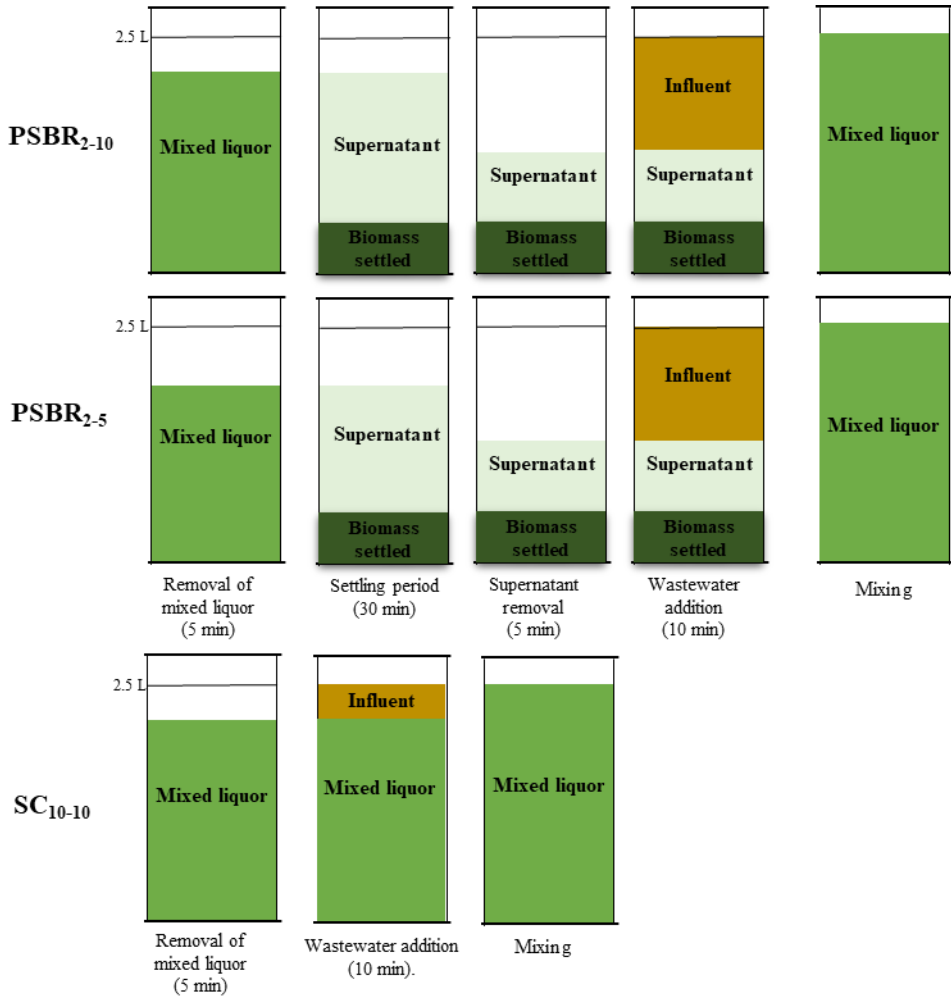 2.5 L
PSBR2-10
Mixed liquor
Supernatant
Biomass
settled
Supernatant
Biomass
settled
Influent
Supernatant
Biomass
settled
Mixed liquor
2.5 L
PSBR2-5
Mixed liquor
Supernatant
Biomass
settled
Supernatant
Biomass
settled
Influent
Supernatant
Biomass
settled
Mixed liquor
Removal of
mixed liquor
(5 min)
Settling period
(30 min)
Supernatant
removal
(5 min)
Wastewater
addition
(10 min)
Mixing
2.5 L
SC10-10
Mixed liquor
Influent
Mixed liquor
Mixed liquor
Removal of
mixed liquor
(5 min)
Wastewater addition
(10 min).
Mixing